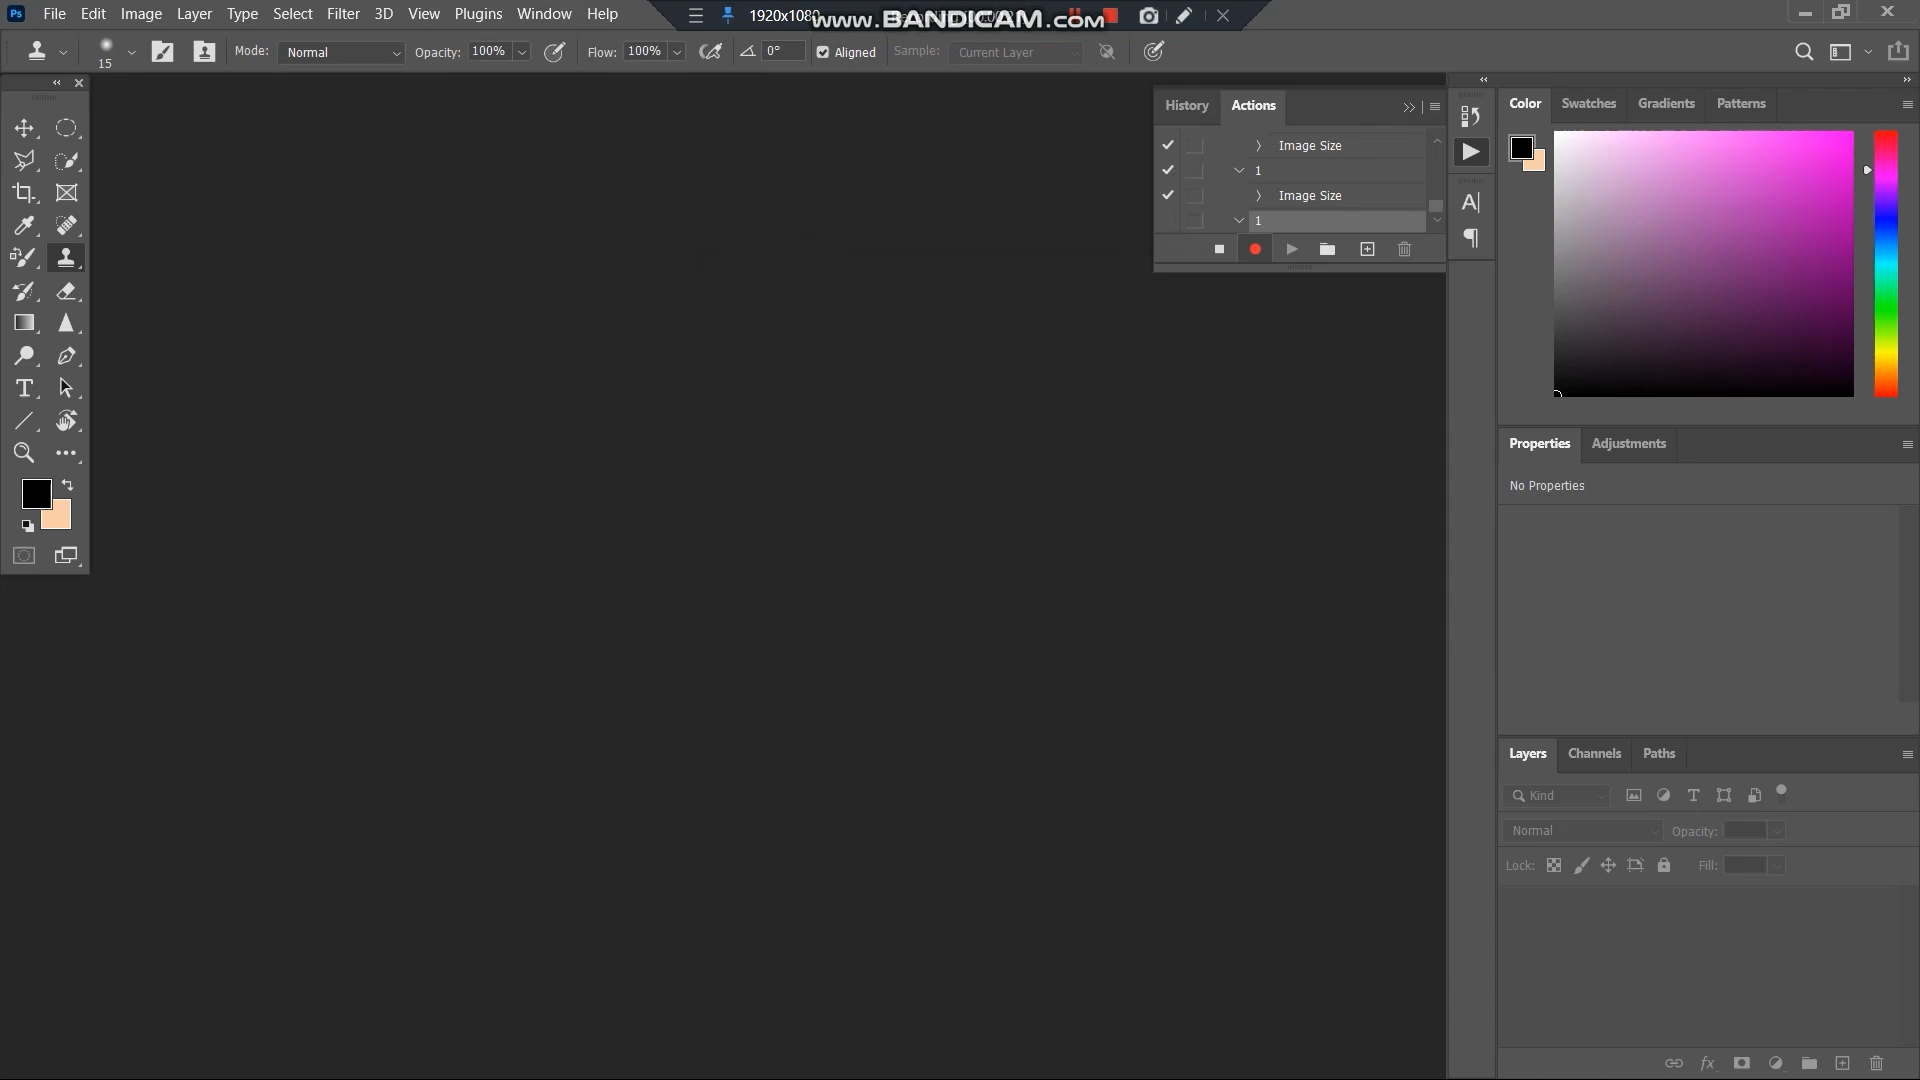 Ps File Edit Image Layer Type Select Filter 3D View Plugins Window Help 1920x1080 www.BANDICAM.com
15 Mode: Normal Opacity: 100% Flow: 100% 0° Aligned Sample: Current Layer
History Actions
Image Size
1
Image Size
1
A|
Color Swatches Gradients Patterns
T
Properties Adjustments
No Properties
Layers Channels Paths
Kind T
Normal Opacity:
Lock: Fill:
fx